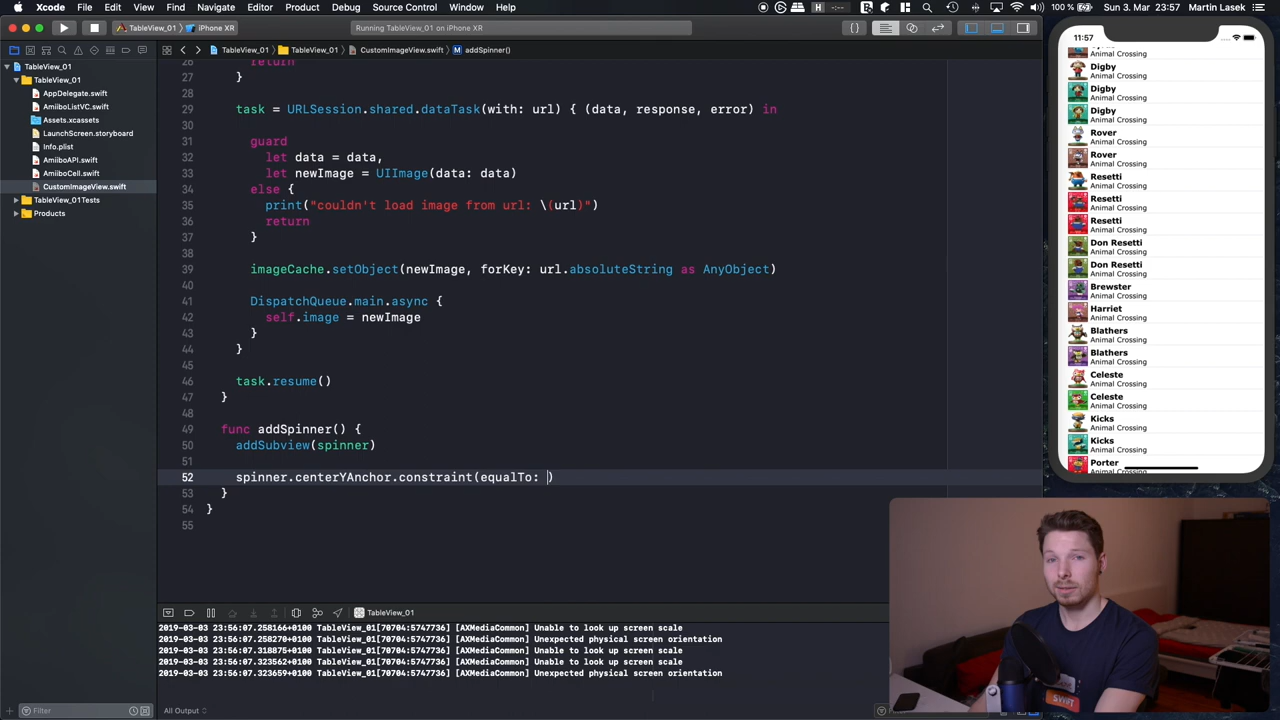 Xcode File Edit View Find Navigate Editor Product Debug Source Control Window Help
100 % Sun 3. Mar 23:57 Martin Lasek
TableView_01 iPhone XR
Running TableView_01 on iPhone XR
TableView_01 TableView_01 CustomImageView.swift M addSpinner()
TableView_01
TableView_01
AppDelegate.swift
AmiiboListVC.swift
Assets.xcassets
LaunchScreen.storyboard
Info.plist
AmiiboAPI.swift
AmiiboCell.swift
CustomImageView.swift
TableView_01Tests
Products
26 return
27 }
28
29 task = URLSession.shared.dataTask(with: url) { (data, response, error) in
30
31 guard
32 let data = data,
33 let newImage = UIImage(data: data)
34 else {
35 print("couldn't load image from url: \(url)")
36 return
37 }
38
39 imageCache.setObject(newImage, forKey: url.absoluteString as AnyObject)
40
41 DispatchQueue.main.async {
42 self.image = newImage
43 }
44 }
45
46 task.resume()
47 }
48
49 func addSpinner() {
50 addSubview(spinner)
51
52 spinner.centerYAnchor.constraint(equalTo: )
53 }
54 }
55
TableView_01
2019-03-03 23:56:07.258166+0100 TableView_01[70704:5747736] [AXMediaCommon] Unable to look up screen scale
2019-03-03 23:56:07.258270+0100 TableView_01[70704:5747736] [AXMediaCommon] Unexpected physical screen orientation
2019-03-03 23:56:07.318875+0100 TableView_01[70704:5747736] [AXMediaCommon] Unable to look up screen scale
2019-03-03 23:56:07.323562+0100 TableView_01[70704:5747736] [AXMediaCommon] Unable to look up screen scale
2019-03-03 23:56:07.323659+0100 TableView_01[70704:5747736] [AXMediaCommon] Unexpected physical screen orientation
Filter
All Output
Filter
11:57
Animal Crossing
Digby
Animal Crossing
Digby
Animal Crossing
Digby
Animal Crossing
Rover
Animal Crossing
Rover
Animal Crossing
Resetti
Animal Crossing
Resetti
Animal Crossing
Resetti
Animal Crossing
Don Resetti
Animal Crossing
Don Resetti
Animal Crossing
Brewster
Animal Crossing
Harriet
Animal Crossing
Blathers
Animal Crossing
Blathers
Animal Crossing
Celeste
Animal Crossing
Celeste
Animal Crossing
Kicks
Animal Crossing
Kicks
Animal Crossing
Porter
Animal Crossing